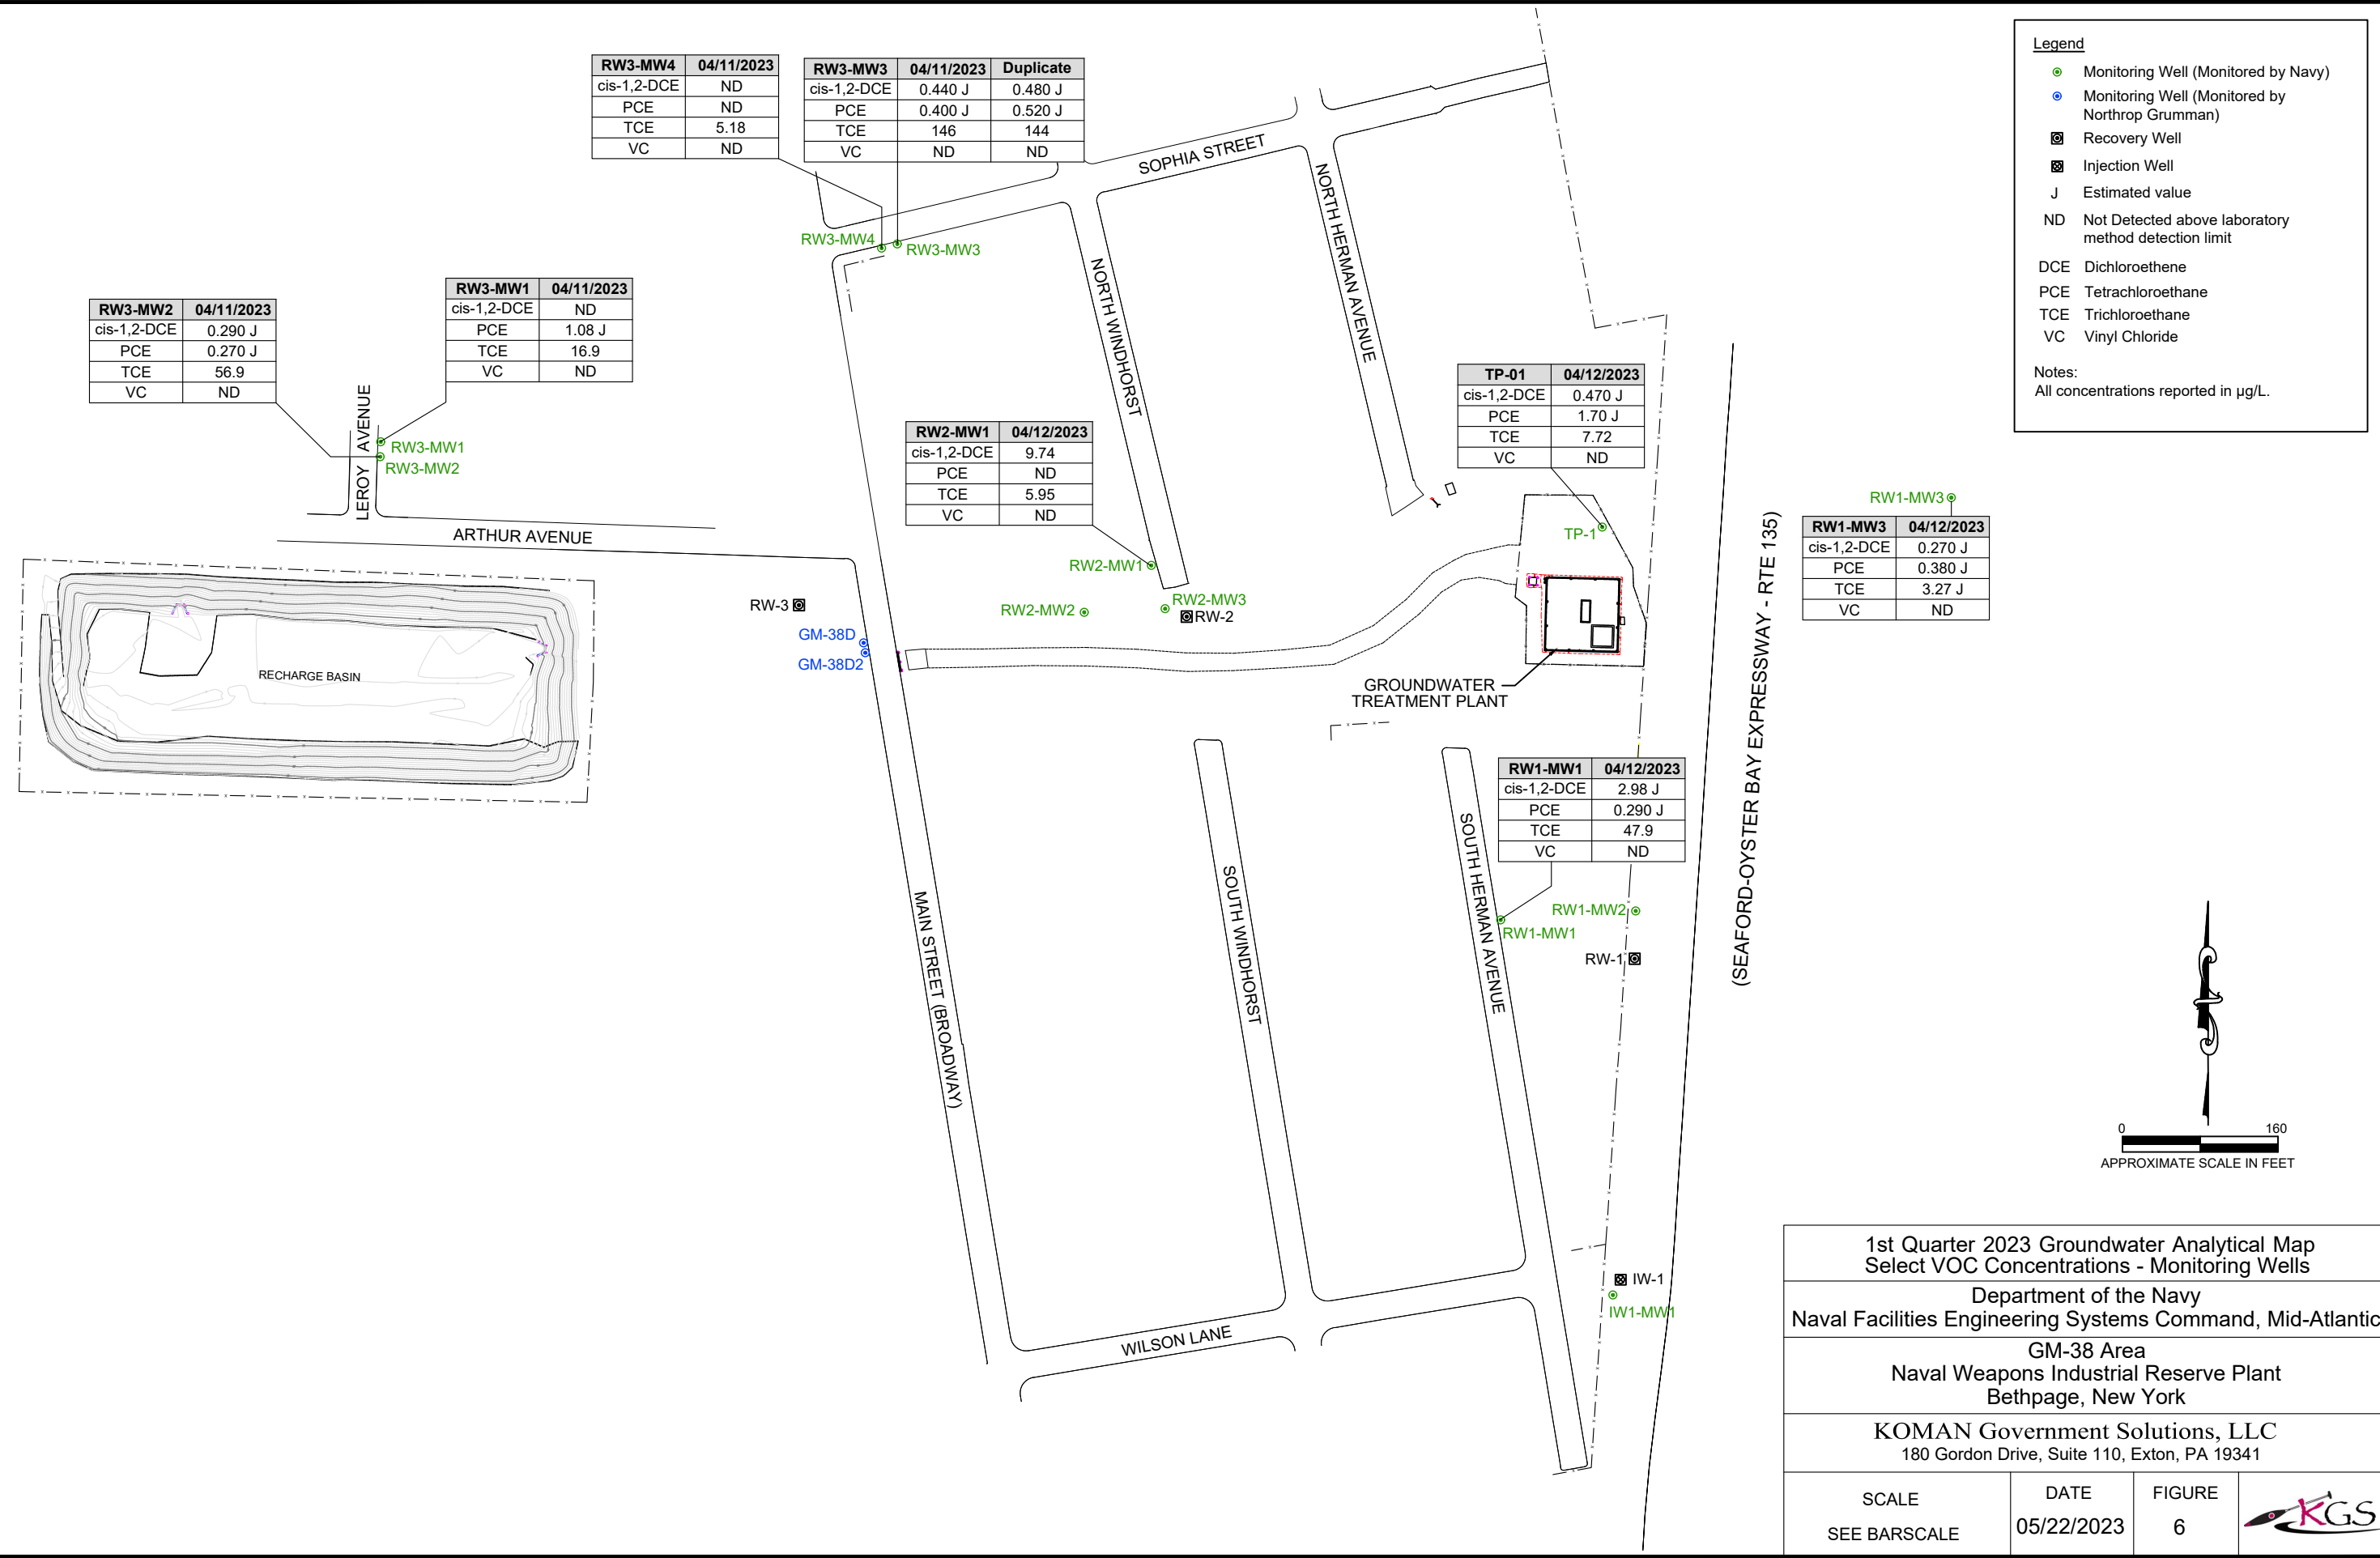 RW3-MW4 04/11/2023
cis-1,2-DCE ND
PCE ND
TCE 5.18
VC ND
RW3-MW3 04/11/2023 Duplicate
cis-1,2-DCE 0.440 J 0.480 J
PCE 0.400 J 0.520 J
TCE 146 144
VC ND ND
Legend
Monitoring Well (Monitored by Navy)
Monitoring Well (Monitored by
Northrop Grumman)
Recovery Well
Injection Well
J Estimated value
ND Not Detected above laboratory
method detection limit
DCE Dichloroethene
PCE Tetrachloroethane
TCE Trichloroethane
VC Vinyl Chloride
Notes:
All concentrations reported in µg/L.
SOPHIA STREET
NORTH HERMAN AVENUE
NORTH WINDHORST
RW3-MW4
RW3-MW3
RW3-MW2 04/11/2023
cis-1,2-DCE 0.290 J
PCE 0.270 J
TCE 56.9
VC ND
RW3-MW1 04/11/2023
cis-1,2-DCE ND
PCE 1.08 J
TCE 16.9
VC ND
LEROY AVENUE
RW3-MW1
RW3-MW2
ARTHUR AVENUE
RW2-MW1 04/12/2023
cis-1,2-DCE 9.74
PCE ND
TCE 5.95
VC ND
TP-01 04/12/2023
cis-1,2-DCE 0.470 J
PCE 1.70 J
TCE 7.72
VC ND
TP-1
RW1-MW3
RW1-MW3 04/12/2023
cis-1,2-DCE 0.270 J
PCE 0.380 J
TCE 3.27 J
VC ND
RW2-MW1
RW2-MW2
RW2-MW3
RW-2
RW-3
GM-38D
GM-38D2
RECHARGE BASIN
GROUNDWATER
TREATMENT PLANT
(SEAFORD-OYSTER BAY EXPRESSWAY - RTE 135)
RW1-MW1 04/12/2023
cis-1,2-DCE 2.98 J
PCE 0.290 J
TCE 47.9
VC ND
MAIN STREET (BROADWAY)
SOUTH WINDHORST
SOUTH HERMAN AVENUE
RW1-MW2
RW1-MW1
RW-1
IW-1
IW1-MW1
WILSON LANE
0 160
APPROXIMATE SCALE IN FEET
1st Quarter 2023 Groundwater Analytical Map
Select VOC Concentrations - Monitoring Wells
Department of the Navy
Naval Facilities Engineering Systems Command, Mid-Atlantic
GM-38 Area
Naval Weapons Industrial Reserve Plant
Bethpage, New York
KOMAN Government Solutions, LLC
180 Gordon Drive, Suite 110, Exton, PA 19341
SCALE
SEE BARSCALE
DATE
05/22/2023
FIGURE
6
KGS